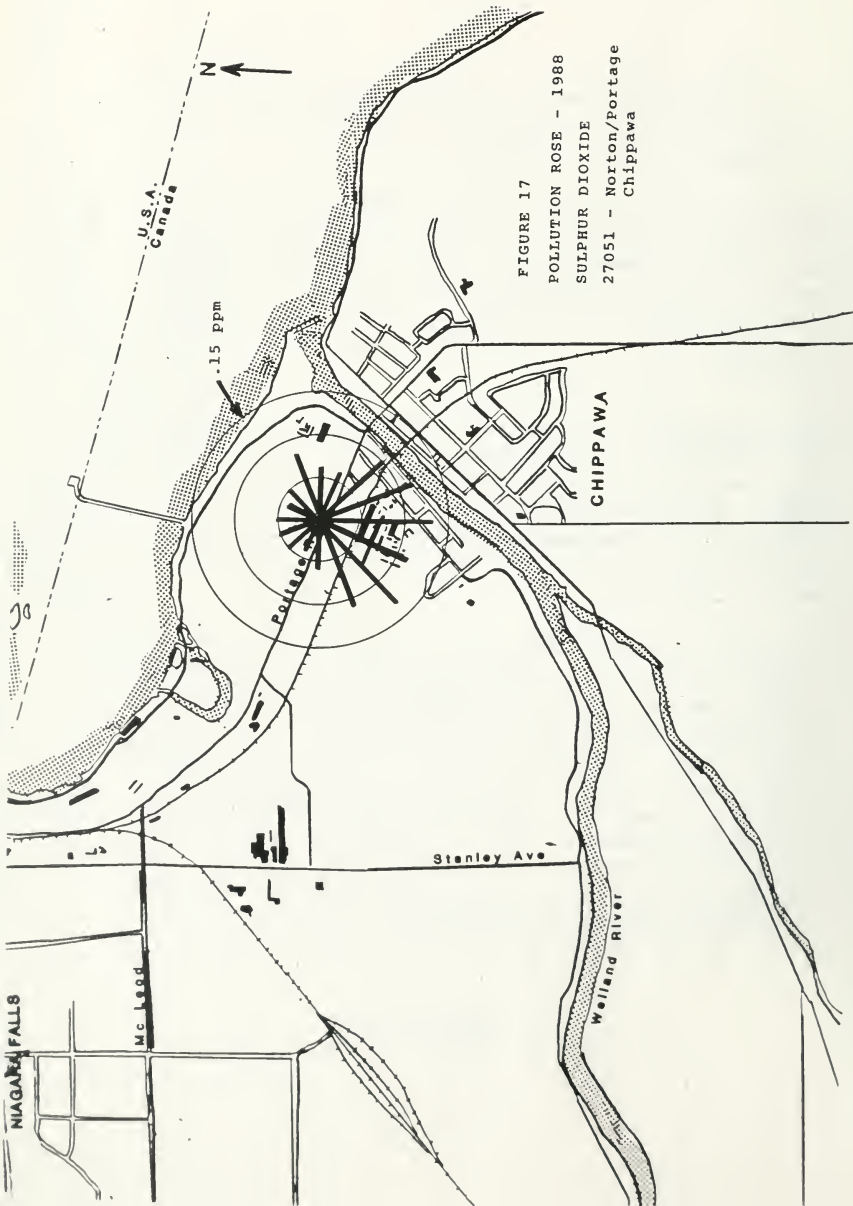 NIAGARA FALLS
Mc Leod
Stanley Ave
Welland River
Portage
U.S.A.
Canada
N
.15 ppm
CHIPPAWA
FIGURE 17
POLLUTION ROSE - 1988
SULPHUR DIOXIDE
27051 - Norton/Portage
Chippawa